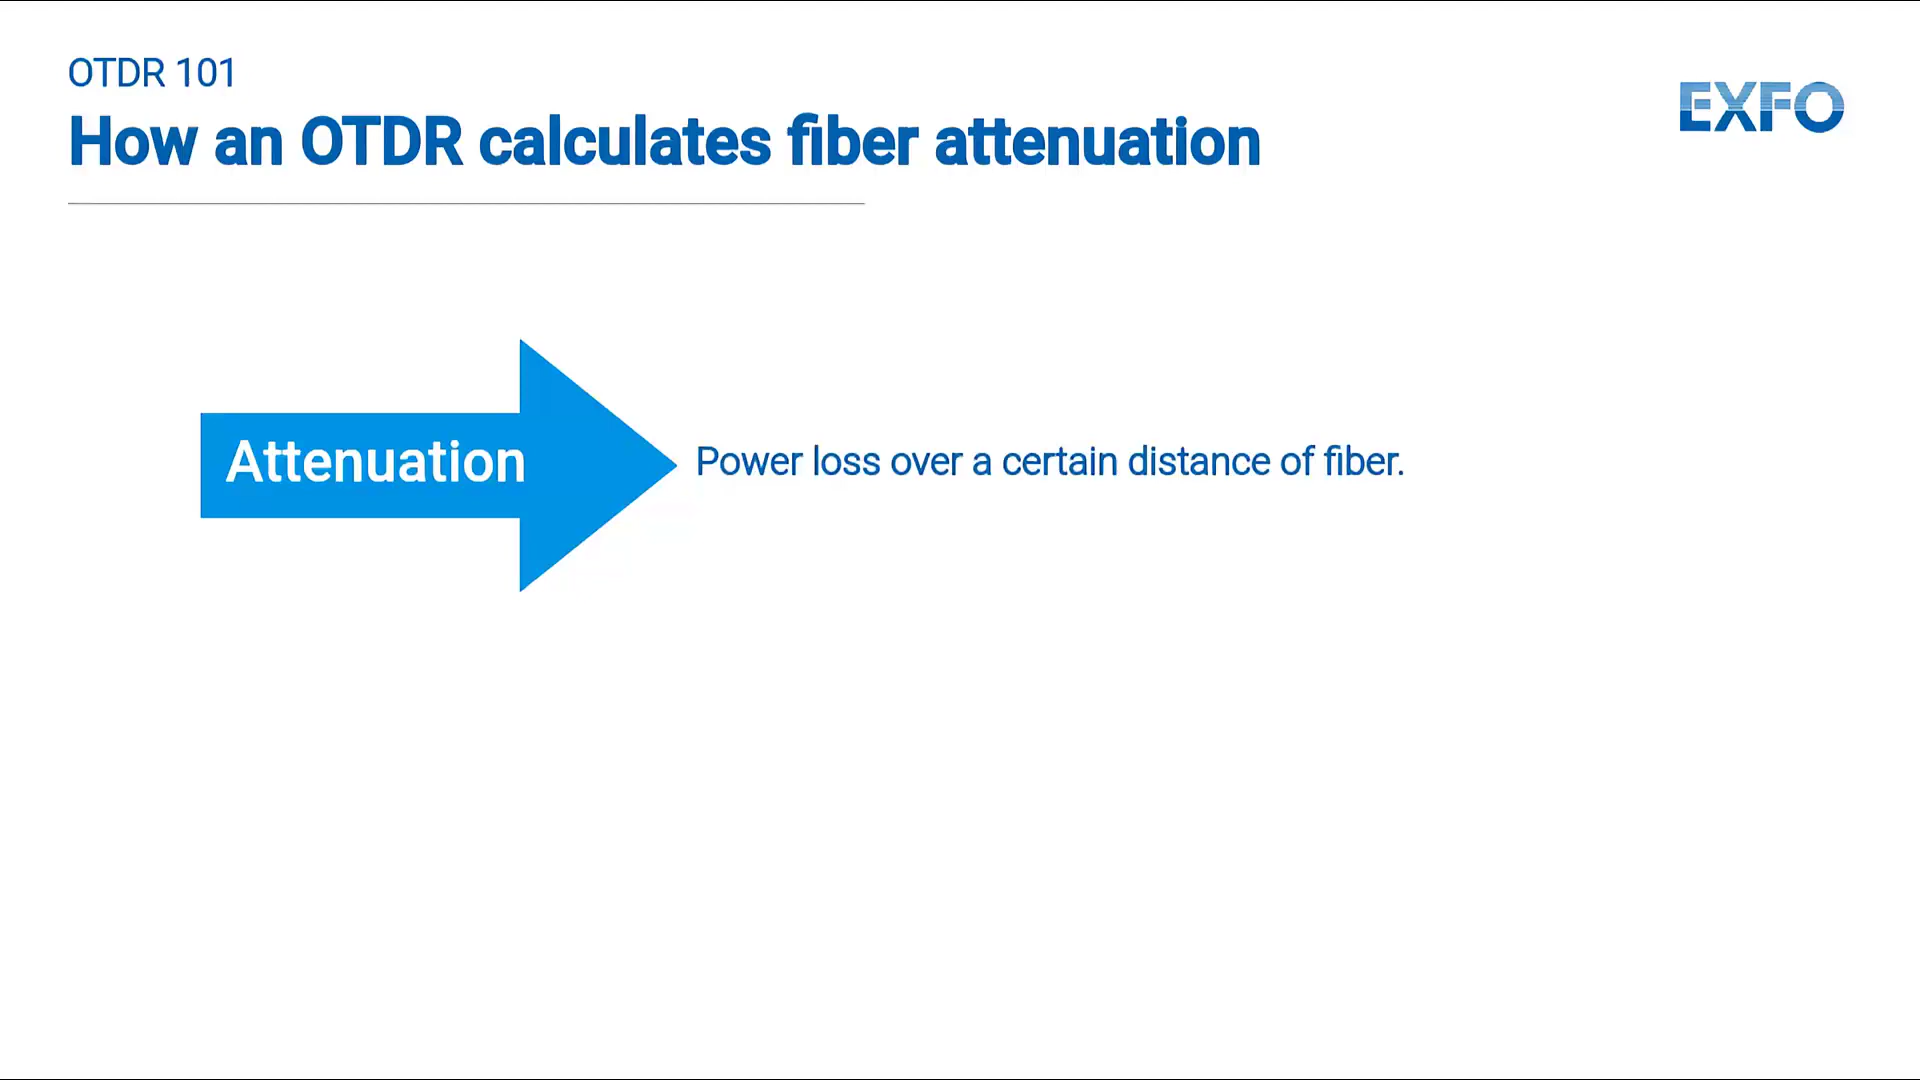 OTDR 101
How an OTDR calculates fiber attenuation
EXFO
Attenuation
Power loss over a certain distance of fiber.